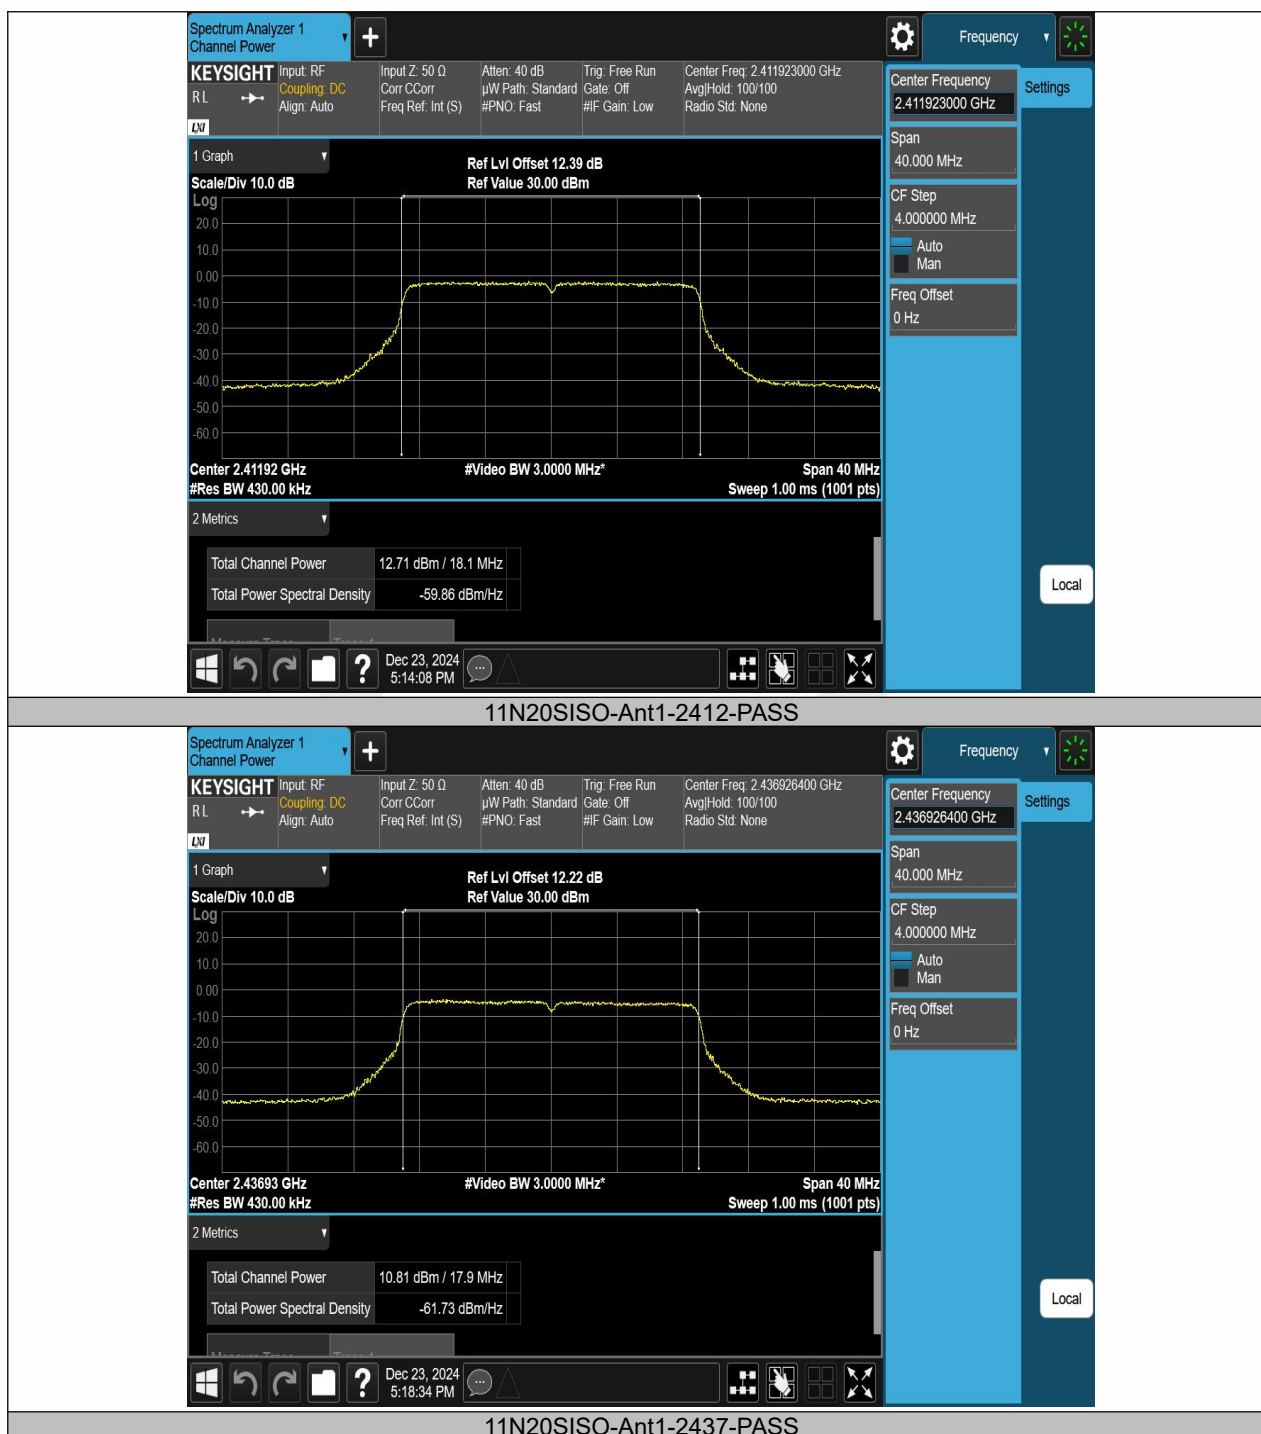 Spectrum Analyzer 1
Channel Power
Frequency
KEYSIGHT
R L
LXI
Input: RF
Coupling: DC
Align: Auto
Input Z: 50 Ω
Corr CCorr
Freq Ref: Int (S)
Atten: 40 dB
µW Path: Standard
#PNO: Fast
Trig: Free Run
Gate: Off
#IF Gain: Low
Center Freq: 2.411923000 GHz
Avg|Hold: 100/100
Radio Std: None
Center Frequency
2.411923000 GHz
Settings
Span
40.000 MHz
CF Step
4.000000 MHz
Auto
Man
Freq Offset
0 Hz
1 Graph
Scale/Div 10.0 dB
Ref Lvl Offset 12.39 dB
Ref Value 30.00 dBm
Log
20.0
10.0
0.00
-10.0
-20.0
-30.0
-40.0
-50.0
-60.0
Center 2.41192 GHz
#Res BW 430.00 kHz
#Video BW 3.0000 MHz*
Span 40 MHz
Sweep 1.00 ms (1001 pts)
2 Metrics
Total Channel Power 12.71 dBm / 18.1 MHz
Total Power Spectral Density -59.86 dBm/Hz
Local
Dec 23, 2024
5:14:08 PM
11N20SISO-Ant1-2412-PASS
Spectrum Analyzer 1
Channel Power
Frequency
KEYSIGHT
R L
LXI
Input: RF
Coupling: DC
Align: Auto
Input Z: 50 Ω
Corr CCorr
Freq Ref: Int (S)
Atten: 40 dB
µW Path: Standard
#PNO: Fast
Trig: Free Run
Gate: Off
#IF Gain: Low
Center Freq: 2.436926400 GHz
Avg|Hold: 100/100
Radio Std: None
Center Frequency
2.436926400 GHz
Settings
Span
40.000 MHz
CF Step
4.000000 MHz
Auto
Man
Freq Offset
0 Hz
1 Graph
Scale/Div 10.0 dB
Ref Lvl Offset 12.22 dB
Ref Value 30.00 dBm
Log
20.0
10.0
0.00
-10.0
-20.0
-30.0
-40.0
-50.0
-60.0
Center 2.43693 GHz
#Res BW 430.00 kHz
#Video BW 3.0000 MHz*
Span 40 MHz
Sweep 1.00 ms (1001 pts)
2 Metrics
Total Channel Power 10.81 dBm / 17.9 MHz
Total Power Spectral Density -61.73 dBm/Hz
Local
Dec 23, 2024
5:18:34 PM
11N20SISO-Ant1-2437-PASS